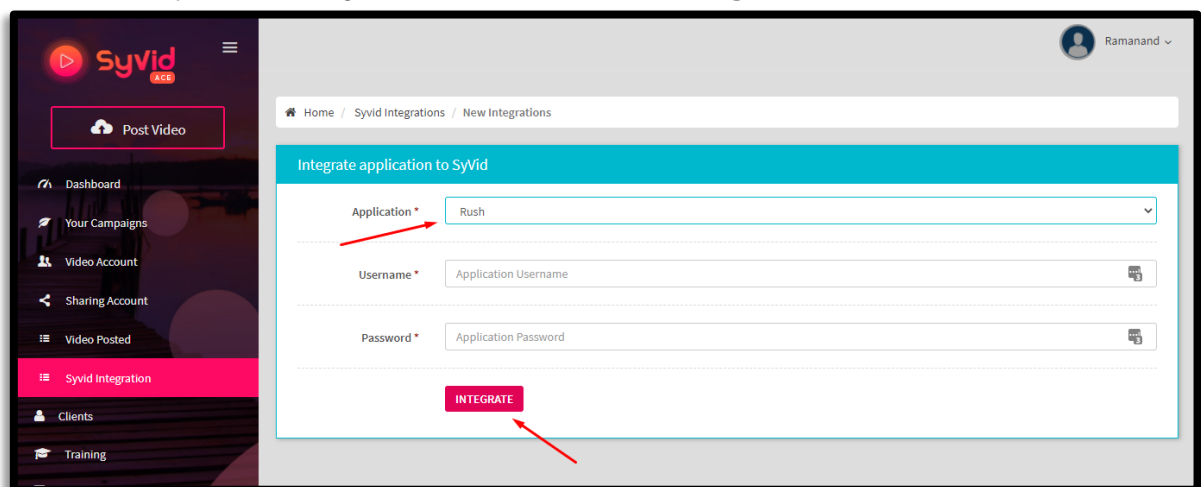 SyVid
ACE
Ramanand
Post Video
Home / Syvid Integrations / New Integrations
Integrate application to SyVid
Dashboard
Your Campaigns
Video Account
Sharing Account
Video Posted
Syvid Integration
Clients
Training
Application *
Rush
Username *
Application Username
Password *
Application Password
INTEGRATE